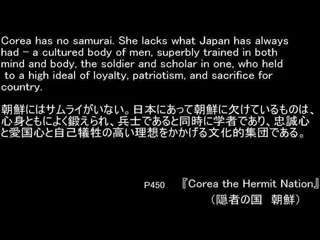 Corea has no samurai. She lacks what Japan has always
had – a cultured body of men, superbly trained in both
mind and body, the soldier and scholar in one, who held
to a high ideal of loyalty, patriotism, and sacrifice for
country.
朝鮮にはサムライがいない。日本にあって朝鮮に欠けているものは、
心身ともによく鍛えられ、兵士であると同時に学者であり、忠誠心
と愛国心と自己犠牲の高い理想をかかげる文化的集団である。
P450 『Corea the Hermit Nation』
（隠者の国 朝鮮）